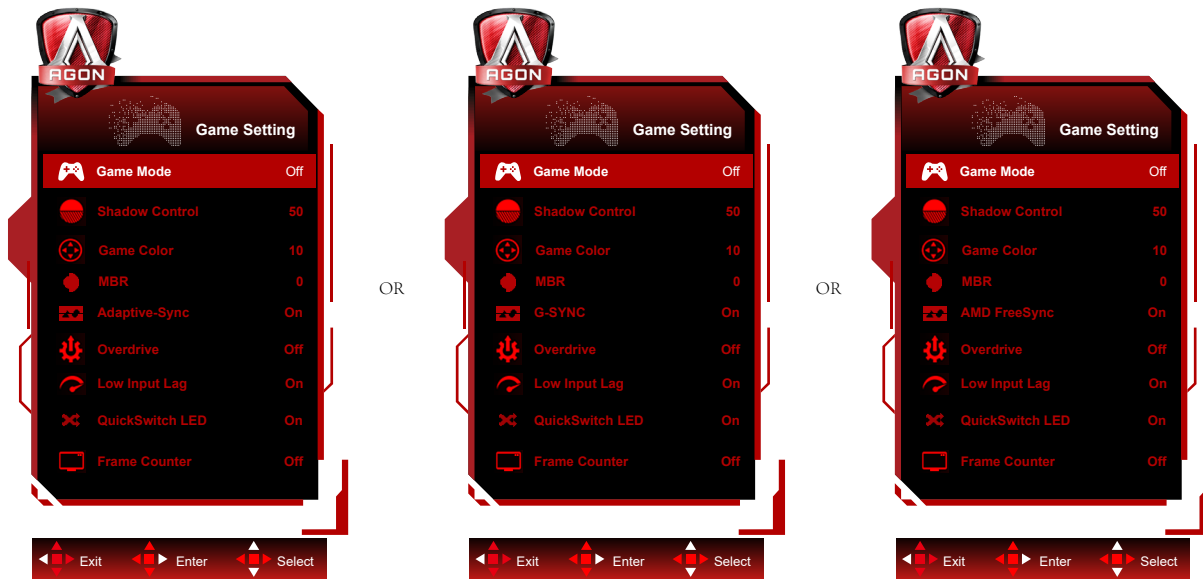 AGON
Game Setting
Game Mode Off
Shadow Control 50
Game Color 10
MBR 0
Adaptive-Sync On
Overdrive Off
Low Input Lag On
QuickSwitch LED On
Frame Counter Off
Exit Enter Select
OR
AGON
Game Setting
Game Mode Off
Shadow Control 50
Game Color 10
MBR 0
G-SYNC On
Overdrive Off
Low Input Lag On
QuickSwitch LED On
Frame Counter Off
Exit Enter Select
OR
AGON
Game Setting
Game Mode Off
Shadow Control 50
Game Color 10
MBR 0
AMD FreeSync On
Overdrive Off
Low Input Lag On
QuickSwitch LED On
Frame Counter Off
Exit Enter Select